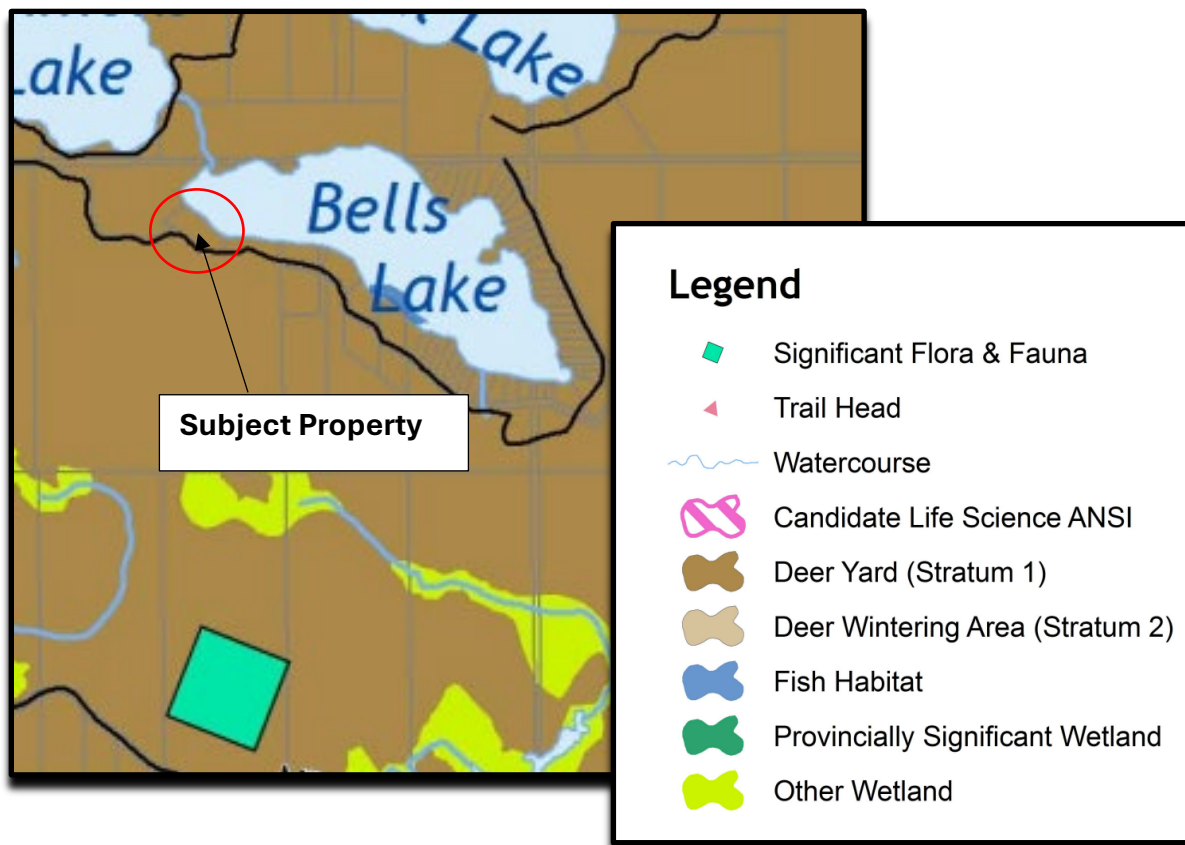 Lake
Lake
Bells
Lake
Subject Property
Legend
Significant Flora & Fauna
Trail Head
Watercourse
Candidate Life Science ANSI
Deer Yard (Stratum 1)
Deer Wintering Area (Stratum 2)
Fish Habitat
Provincially Significant Wetland
Other Wetland